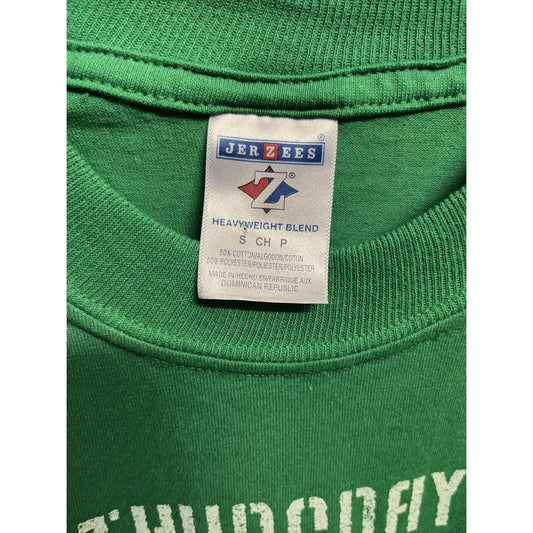 JERZEES ®
Z ®
HEAVYWEIGHT BLEND
S CH P
50% COTTON/ALGODON/COTON
50% POLYESTER/POLIESTER/POLYESTER
MADE IN/HECHO EN/FABRIQUE AUX
DOMINICAN REPUBLIC
THURSDAY